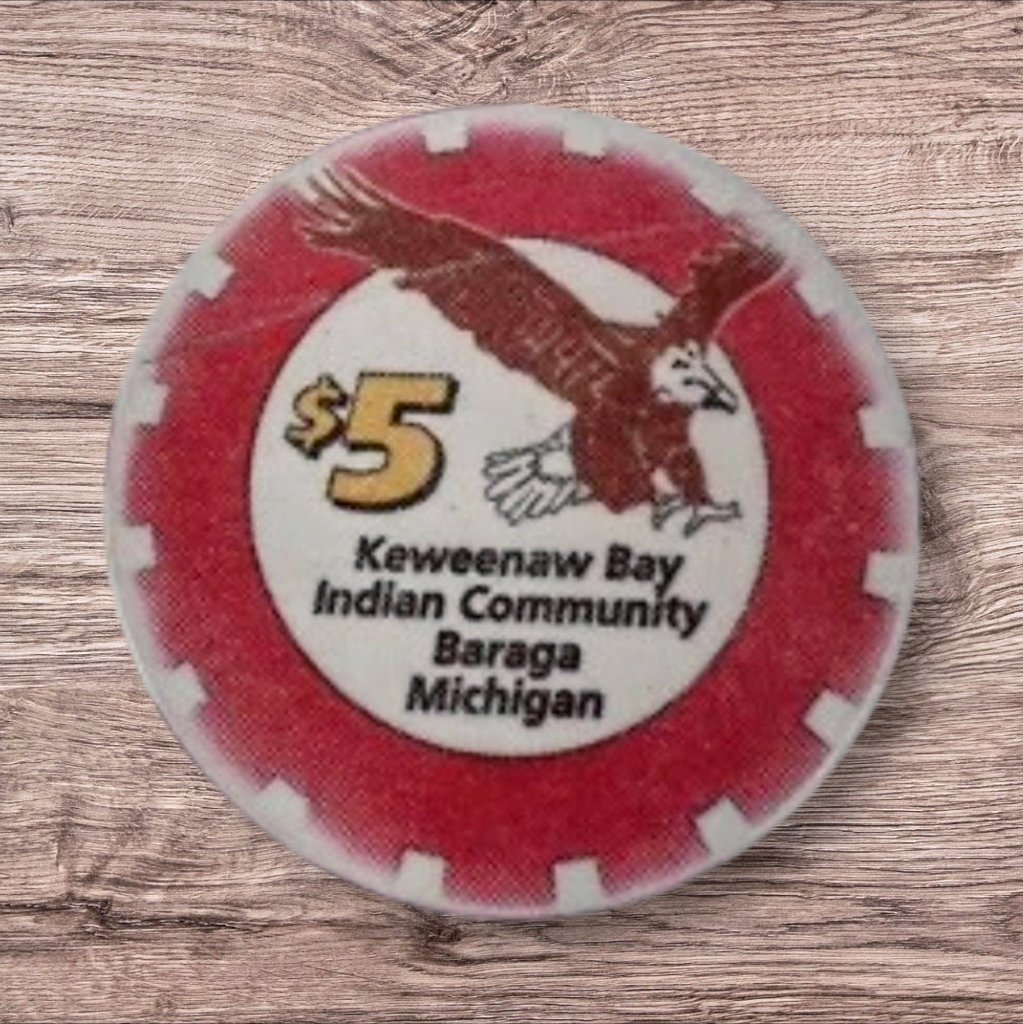 $5
Keweenaw Bay
Indian Community
Baraga
Michigan